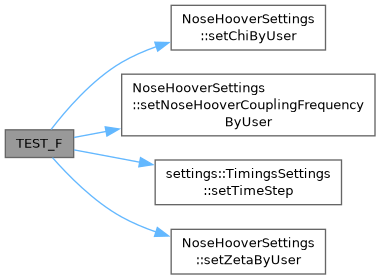 NoseHooverSettings
::setChiByUser
NoseHooverSettings
::setNoseHooverCouplingFrequency
ByUser
TEST_F
settings::TimingsSettings
::setTimeStep
NoseHooverSettings
::setZetaByUser